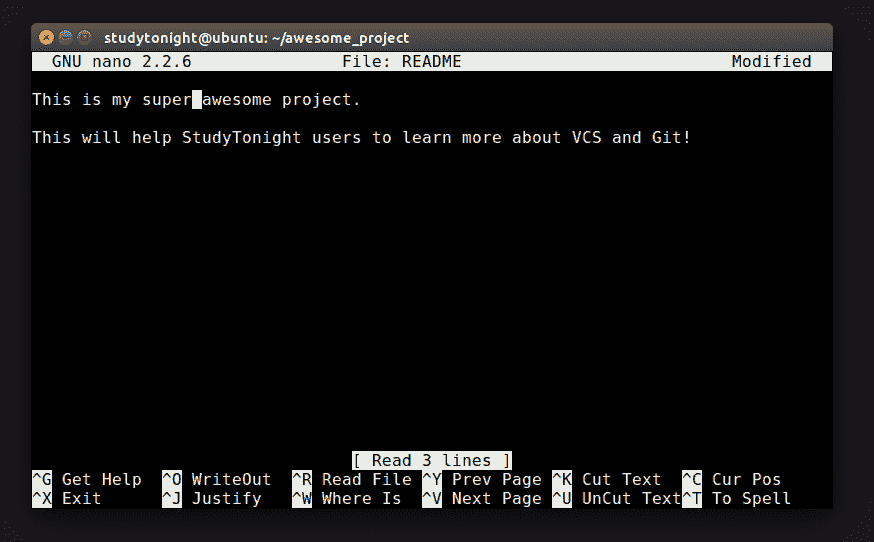 studytonight@ubuntu: ~/awesome_project
GNU nano 2.2.6 File: README Modified
This is my super awesome project.
This will help StudyTonight users to learn more about VCS and Git!
[ Read 3 lines ]
^G Get Help ^O WriteOut ^R Read File ^Y Prev Page ^K Cut Text ^C Cur Pos
^X Exit ^J Justify ^W Where Is ^V Next Page ^U UnCut Text ^T To Spell